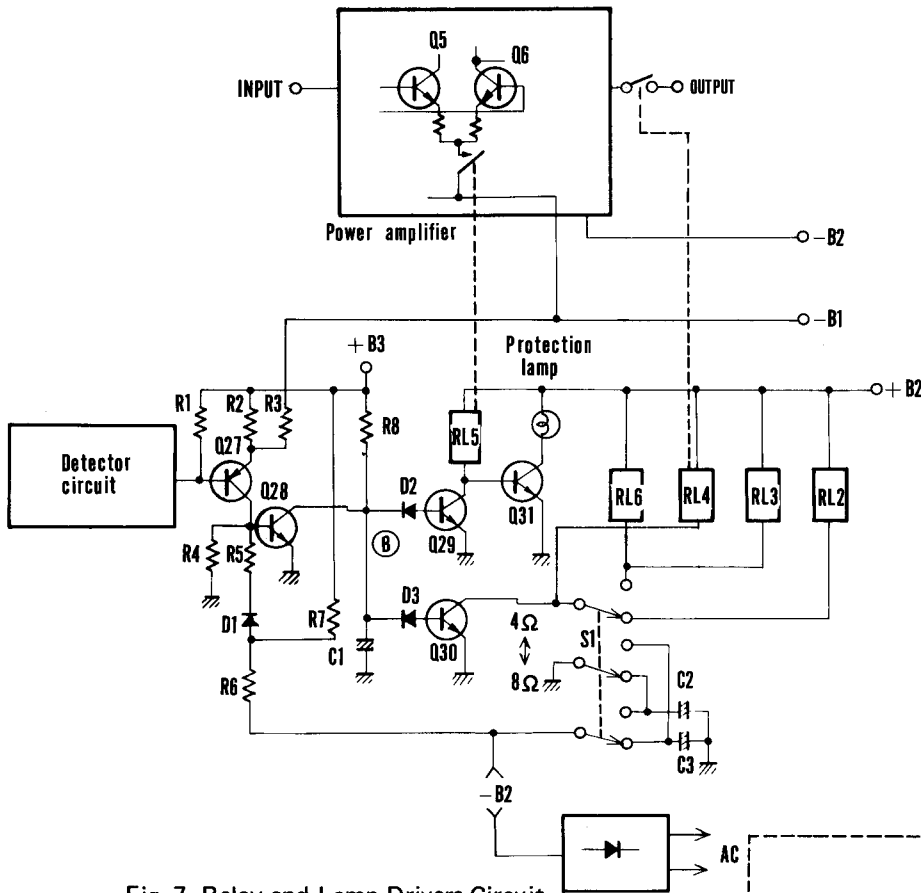 Q5
Q6
INPUT
OUTPUT
Power amplifier
−B2
−B1
+B3
Protection
lamp
+B2
R1
R2
R3
R8
RL5
Q27
Detector
circuit
Q28
D2
Q31
RL6
RL4
RL3
RL2
B
Q29
R4
R5
D3
D1
R7
C1
Q30
4Ω
8Ω
S1
R6
C2
C3
−B2
AC
Fig. 7 Relay and Lamp Drivers Circuit